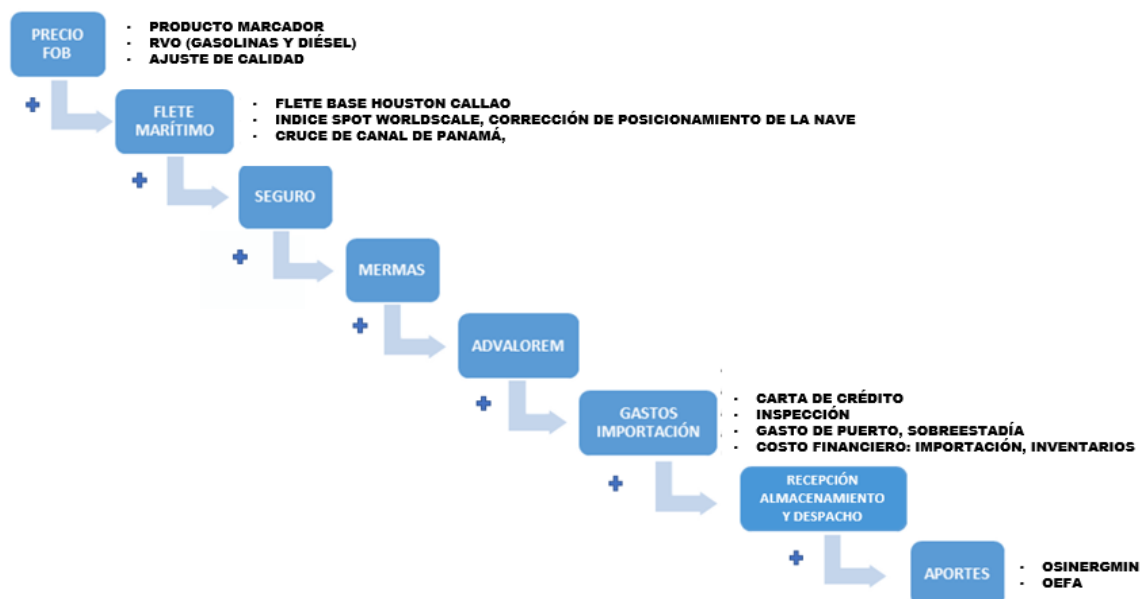 PRECIO
FOB
· PRODUCTO MARCADOR
· RVO (GASOLINAS Y DIÉSEL)
· AJUSTE DE CALIDAD
FLETE
MARÍTIMO
· FLETE BASE HOUSTON CALLAO
· INDICE SPOT WORLDSCALE, CORRECCIÓN DE POSICIONAMIENTO DE LA NAVE
· CRUCE DE CANAL DE PANAMÁ,
SEGURO
MERMAS
ADVALOREM
GASTOS
IMPORTACIÓN
· CARTA DE CRÉDITO
· INSPECCIÓN
· GASTO DE PUERTO, SOBREESTADÍA
· COSTO FINANCIERO: IMPORTACIÓN, INVENTARIOS
RECEPCIÓN
ALMACENAMIENTO
Y DESPACHO
APORTES
· OSINERGMIN
· OEFA